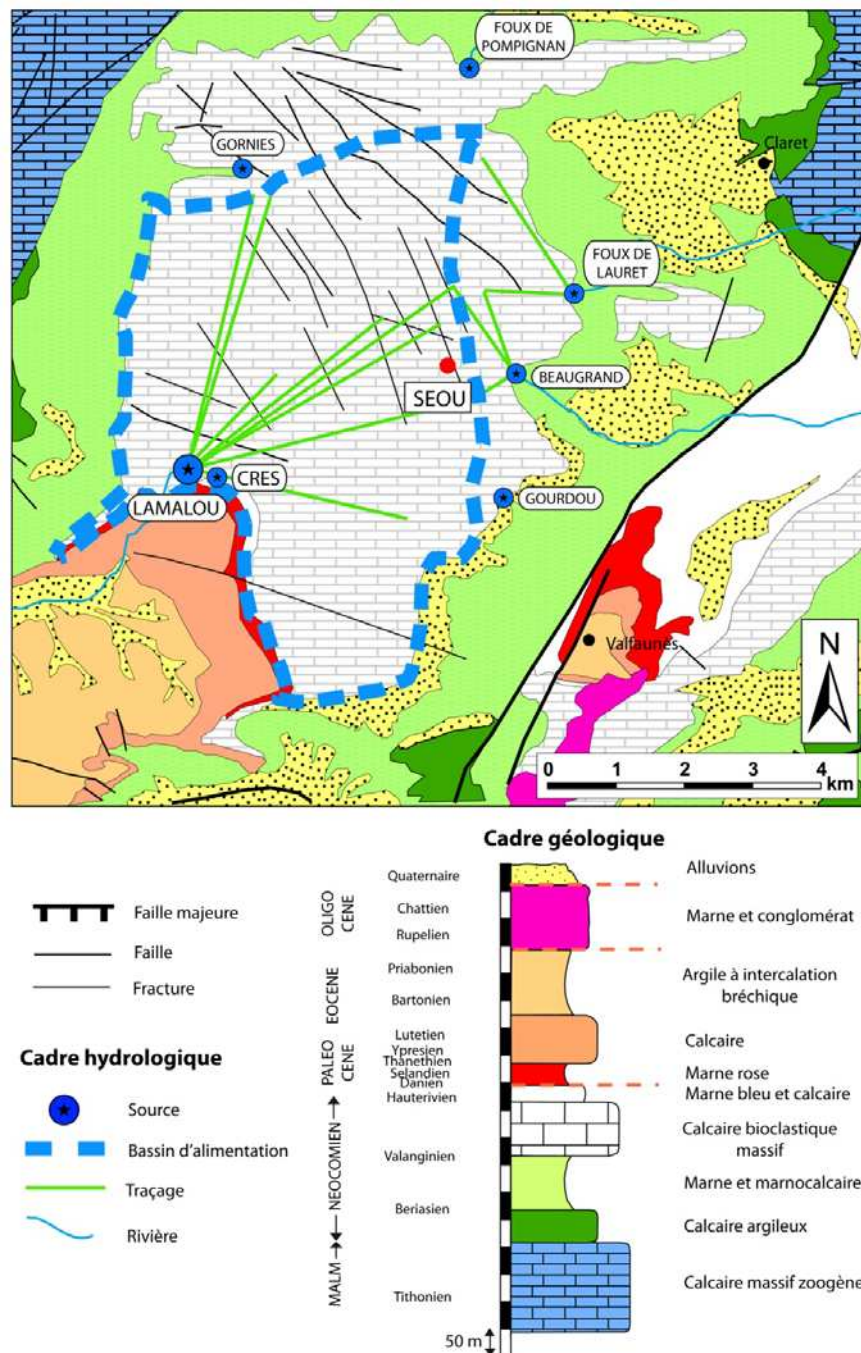 FOUX DE
POMPIGNAN
GORNIES
Claret
FOUX DE
LAURET
SEOU
BEAUGRAND
CRES
LAMALOU
GOURDOU
Valfaunès
N
0 1 2 3 4
km
Cadre géologique
Faille majeure
Faille
Fracture
Cadre hydrologique
Source
Bassin d'alimentation
Traçage
Rivière
OLIGO
CENE
EOCENE
PALEO
CENE
NEOCOMIEN
MALM
Quaternaire
Chattien
Rupelien
Priabonien
Bartonien
Lutetien
Ypresien
Thanethien
Selandien
Danien
Hauterivien
Valanginien
Beriasien
Tithonien
50 m
Alluvions
Marne et conglomérat
Argile à intercalation
bréchique
Calcaire
Marne rose
Marne bleu et calcaire
Calcaire bioclastique
massif
Marne et marnocalcaire
Calcaire argileux
Calcaire massif zoogène